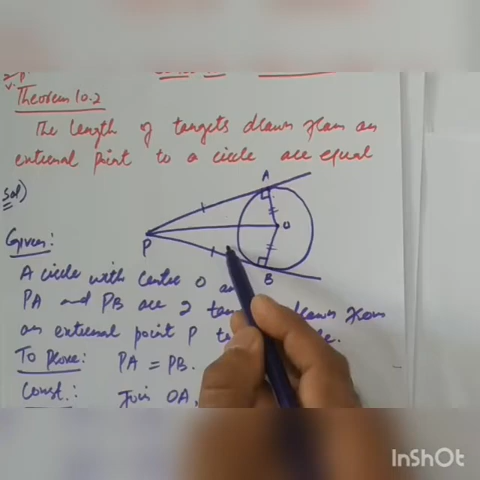 Theorem 10.2
The length of tangets drawn from an
external point to a circle are equal
Sol)
A
O
P
B
Given:
A circle with centre O an
PA and PB are 2 tan drawn from
an external point P t le.
To Prove: PA = PB.
Const.: Join OA,
InShOt